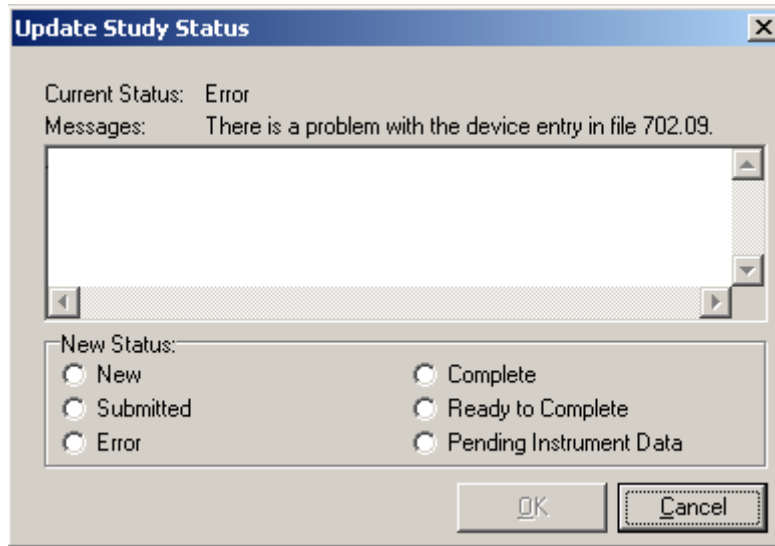 Update Study Status
Current Status: Error
Messages: There is a problem with the device entry in file 702.09.
New Status:
New
Complete
Submitted
Ready to Complete
Error
Pending Instrument Data
OK
Cancel